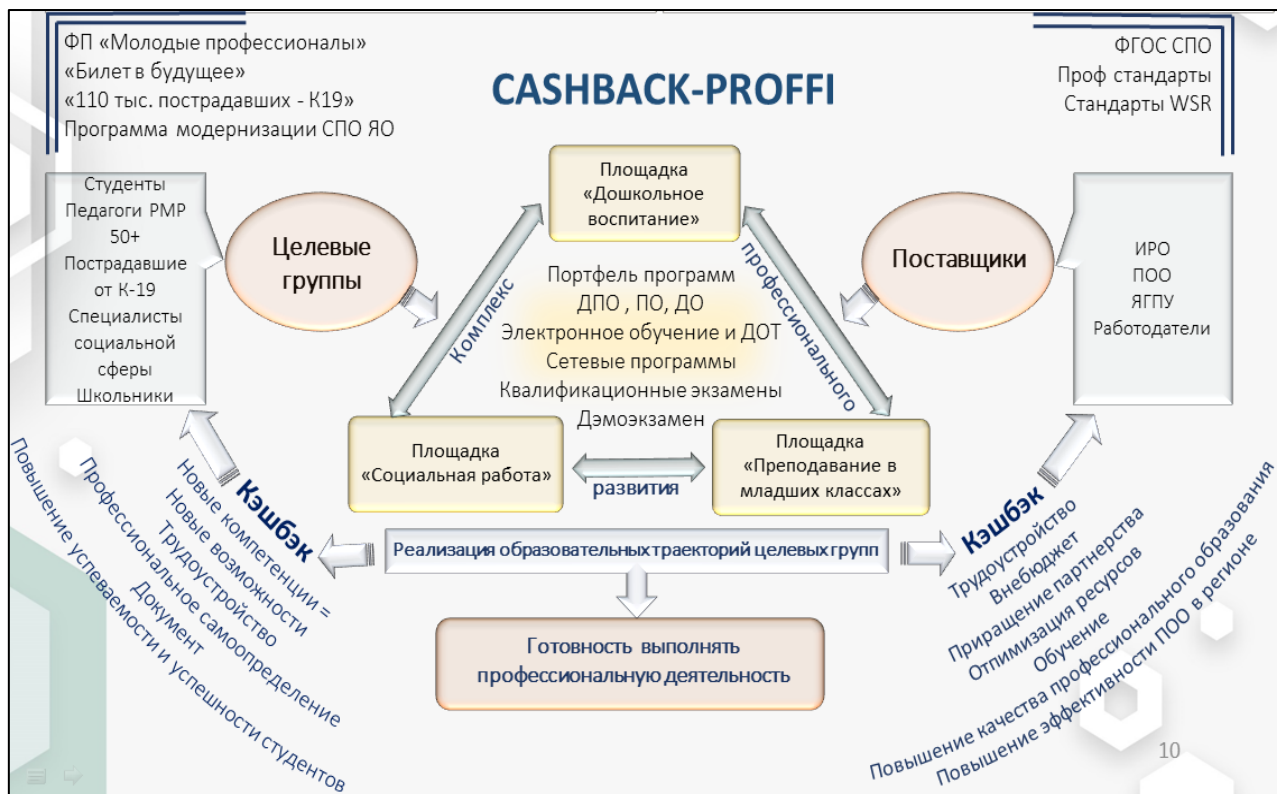 ФП «Молодые профессионалы»
«Билет в будущее»
«110 тыс. пострадавших - К19»
Программа модернизации СПО ЯО
CASHBACK-PROFFI
ФГОС СПО
Проф стандарты
Стандарты WSR
Студенты
Педагоги РМР
50+
Пострадавшие
от К-19
Специалисты
социальной
сферы
Школьники
Целевые
группы
Площадка
«Дошкольное
воспитание»
Поставщики
ИРО
ПОО
ЯГПУ
Работодатели
Комплекс
профессионального
развития
Портфель программ
ДПО , ПО, ДО
Электронное обучение и ДОТ
Сетевые программы
Квалификационные экзамены
Дэмоэкзамен
Площадка
«Социальная работа»
Площадка
«Преподавание в
младших классах»
Реализация образовательных траекторий целевых групп
Готовность выполнять
профессиональную деятельность
Кэшбэк
Новые компетенции =
Новые возможности
Трудоустройство
Профессиональное самоопределение
Документ
Повышение успеваемости и успешности студентов
Кэшбэк
Трудоустройство
Внебюджет
Приращение партнерства
Отпимизация ресурсов
Обучение
Повышение качества профессионального образования
Повышение эффективности ПОО в регионе
10